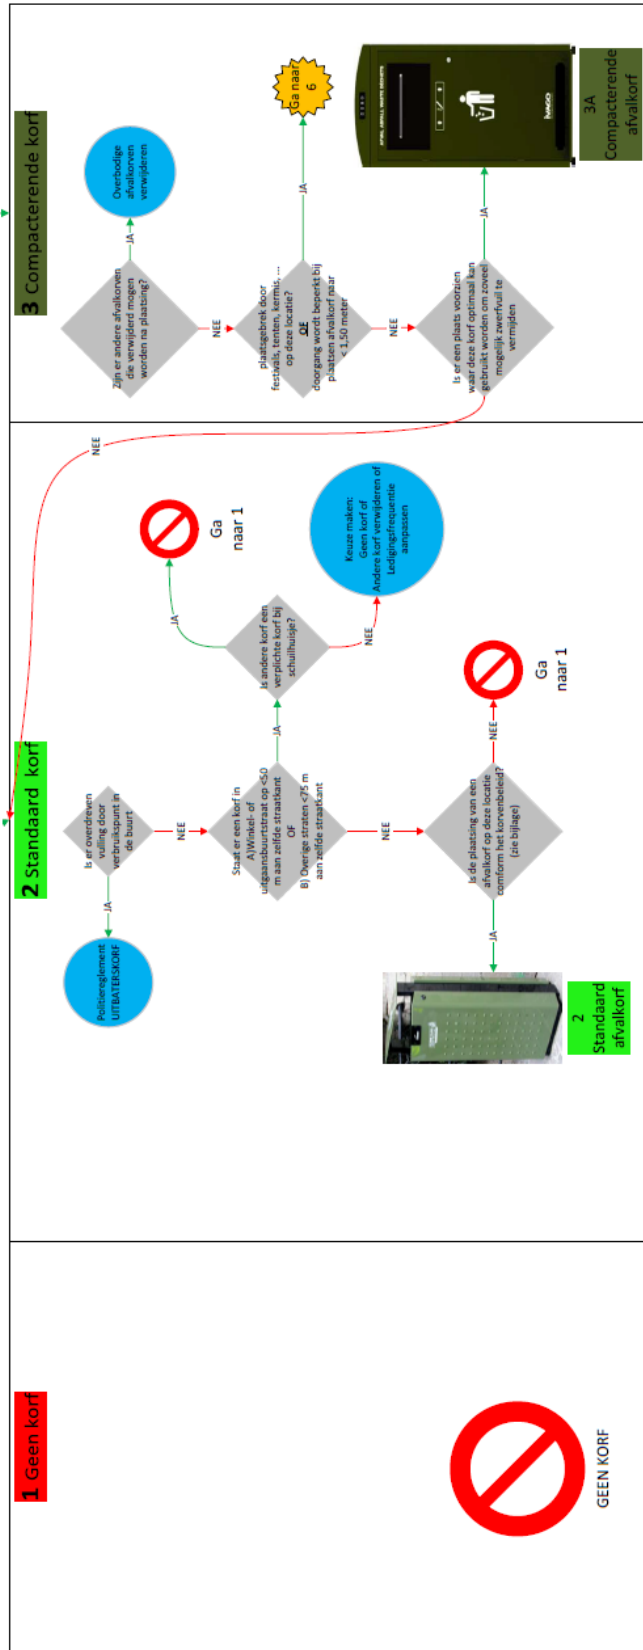 1 Geen korf
GEEN KORF
2 Standaard korf
Is er overdreven
vulling door
verbruikspunt in
de buurt
JA
Politiereglement
UITBATERSKORF
NEE
Staat er een korf in
A)Winkel- of
uitgaansbuurtstraat op <50
m aan zelfde straatkant
OF
B) Overige straten <75 m
aan zelfde straatkant
JA
Is andere korf een
verplichte korf bij
schuilhuisje?
JA
Ga
naar 1
NEE
Keuze maken:
Geen korf of
Andere korf verwijderen of
Ledigingsfrequentie
aanpassen
NEE
Is de plaatsing van een
afvalkorf op deze locatie
comform het korvenbeleid?
(zie bijlage)
NEE
Ga
naar 1
JA
2
Standaard
afvalkorf
3 Compacterende korf
Zijn er andere afvalkorven
die verwijderd mogen
worden na plaatsing?
JA
Overbodige
afvalkorven
verwijderen
NEE
plaatsgebrek door
festivals, tenten, kermis, ...
op deze locatie?
OF
doorgang wordt beperkt bij
plaatsen afvalkorf naar
< 1,50 meter
JA
Ga naar
6
NEE
Is er een plaats voorzien
waar deze korf optimaal kan
gebruikt worden om zoveel
mogelijk zwerfvuil te
vermijden
NEE
JA
IVAGO
3A
Compacterende
afvalkorf